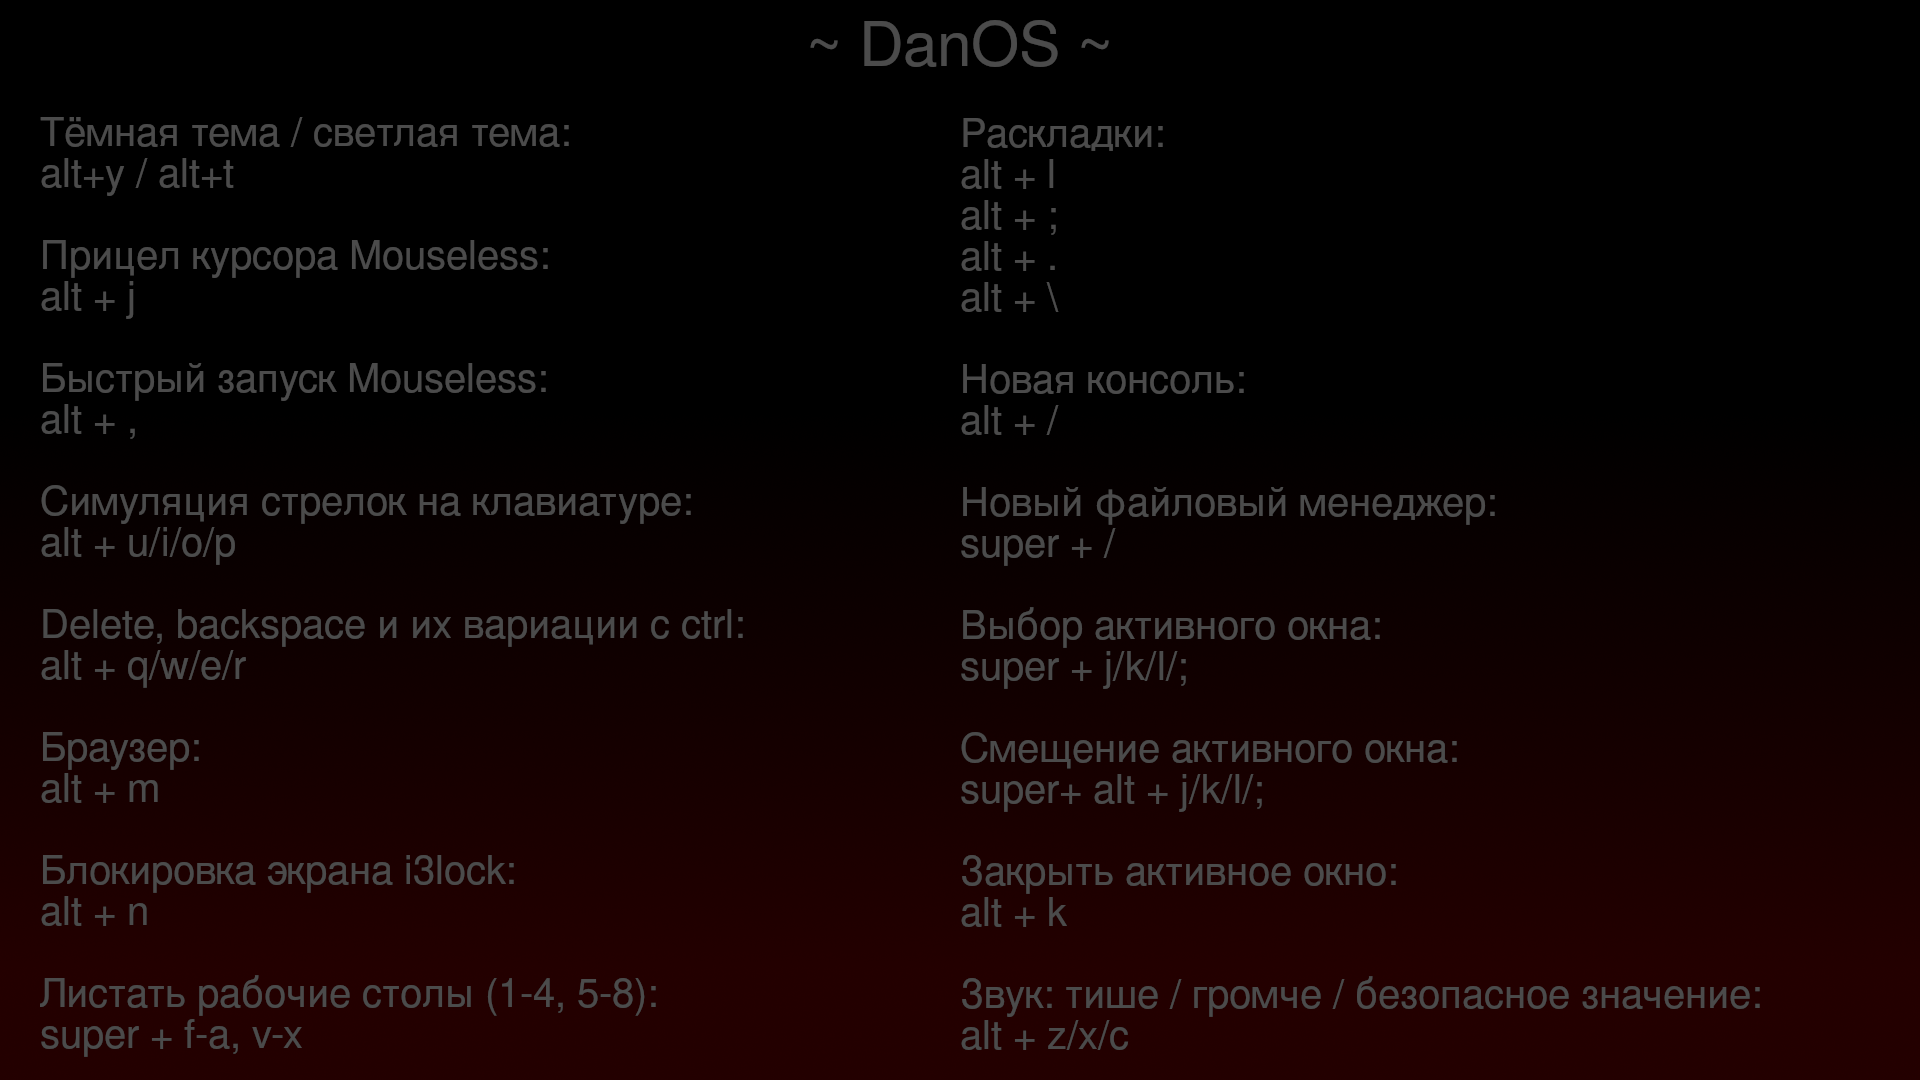 ~ DanOS ~
Тёмная тема / светлая тема:
alt+y / alt+t
Прицел курсора Mouseless:
alt + j
Быстрый запуск Mouseless:
alt + ,
Симуляция стрелок на клавиатуре:
alt + u/i/o/p
Delete, backspace и их вариации с ctrl:
alt + q/w/e/r
Браузер:
alt + m
Блокировка экрана i3lock:
alt + n
Листать рабочие столы (1-4, 5-8):
super + f-a, v-x
Раскладки:
alt + l
alt + ;
alt + .
alt + \
Новая консоль:
alt + /
Новый файловый менеджер:
super + /
Выбор активного окна:
super + j/k/l/;
Смещение активного окна:
super+ alt + j/k/l/;
Закрыть активное окно:
alt + k
Звук: тише / громче / безопасное значение:
alt + z/x/c